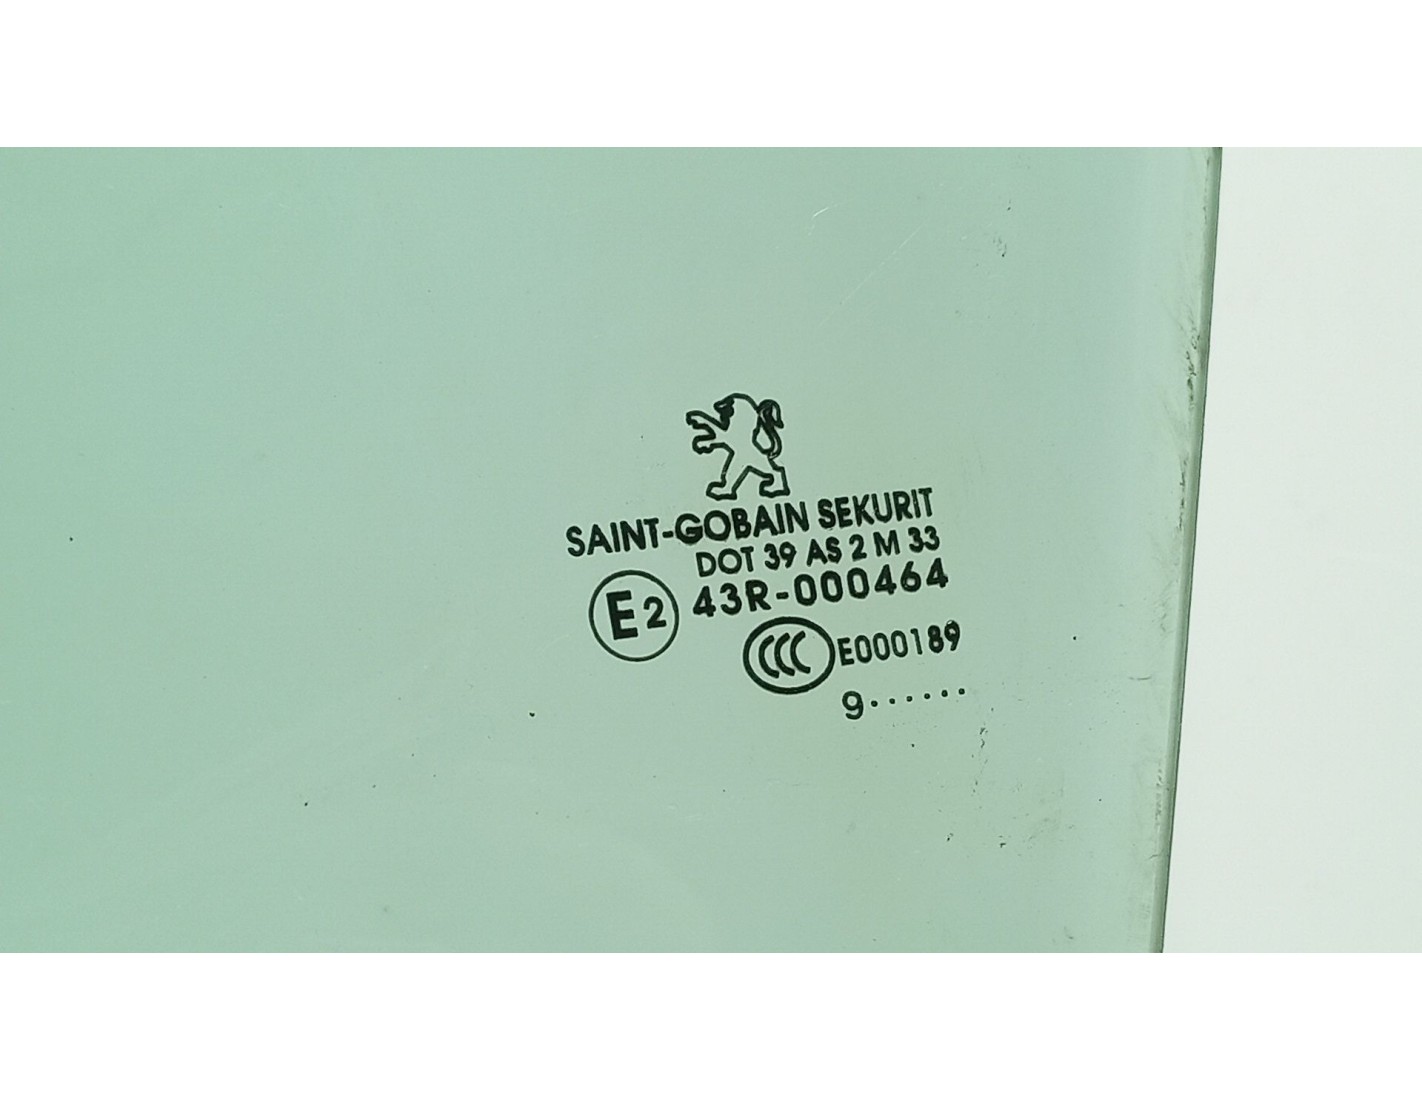 SAINT-GOBAIN SEKURIT
DOT 39 AS 2 M 33
E2 43R-000464
CCC E000189
9······